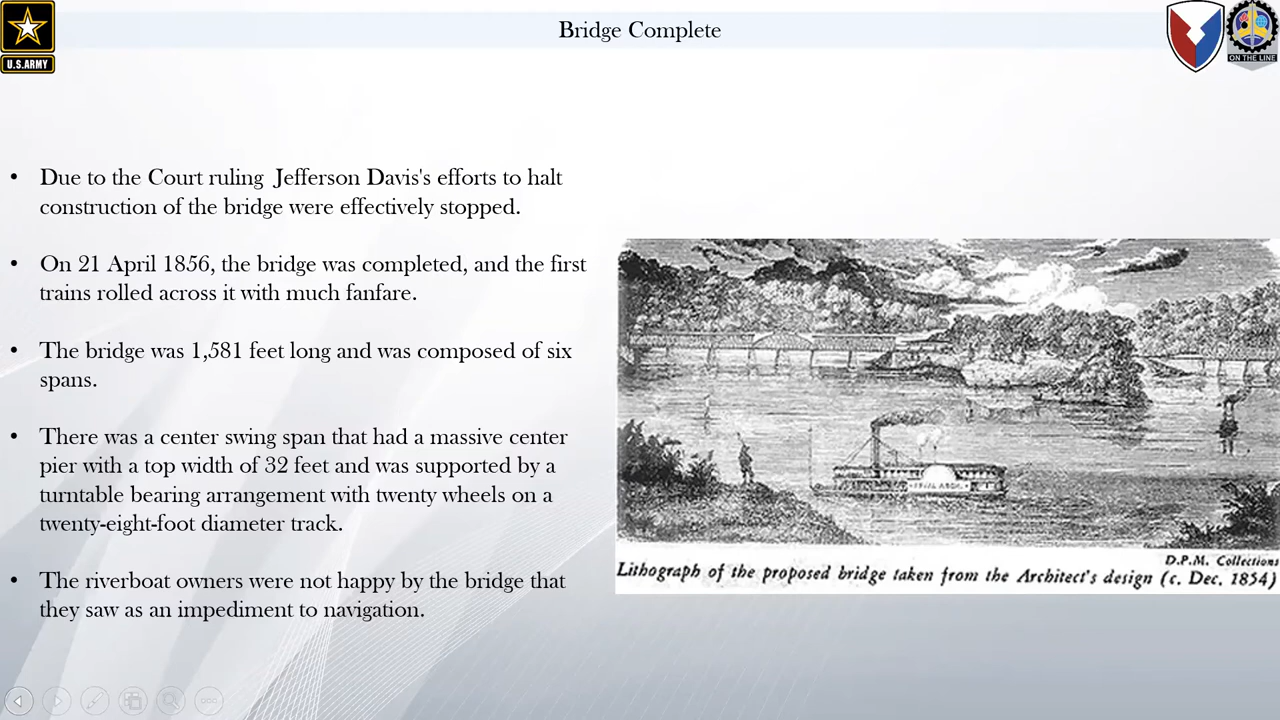 Bridge Complete
U.S.ARMY
ON THE LINE
• Due to the Court ruling  Jefferson Davis's efforts to halt
construction of the bridge were effectively stopped.
• On 21 April 1856, the bridge was completed, and the first
trains rolled across it with much fanfare.
• The bridge was 1,581 feet long and was composed of six
spans.
• There was a center swing span that had a massive center
pier with a top width of 32 feet and was supported by a
turntable bearing arrangement with twenty wheels on a
twenty-eight-foot diameter track.
• The riverboat owners were not happy by the bridge that
they saw as an impediment to navigation.
D.P.M. Collections
Lithograph of the proposed bridge taken from the Architect's design (c. Dec. 1854)